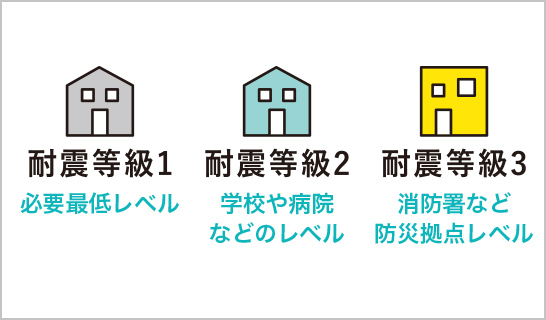 耐震等級1
必要最低レベル
耐震等級2
学校や病院
などのレベル
耐震等級3
消防署など
防災拠点レベル